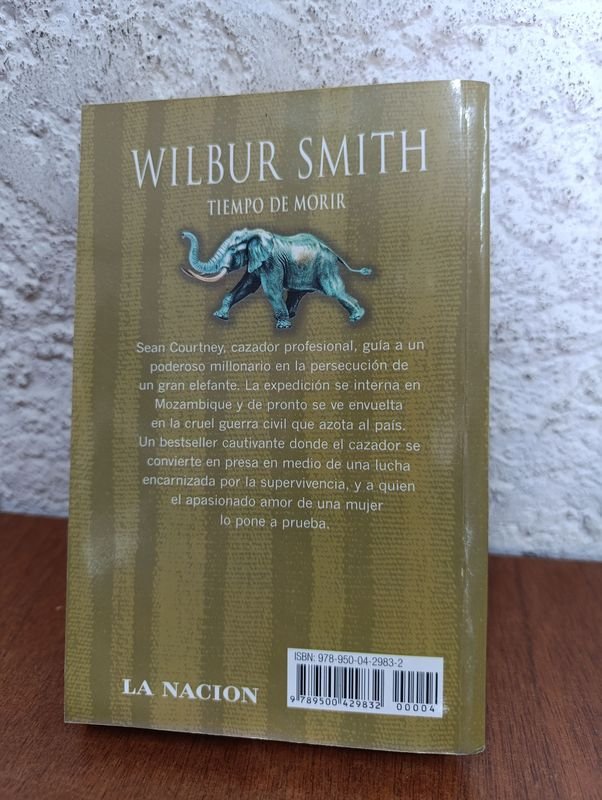 WILBUR SMITH
TIEMPO DE MORIR
Sean Courtney, cazador profesional, guía a un
poderoso millonario en la persecución de
un gran elefante. La expedición se interna en
Mozambique y de pronto se ve envuelta
en la cruel guerra civil que azota al país.
Un bestseller cautivante donde el cazador se
convierte en presa en medio de una lucha
encarnizada por la supervivencia, y a quien
el apasionado amor de una mujer
lo pone a prueba.
ISBN: 978-950-04-2983-2
9 789500 429832 00004
LA NACION